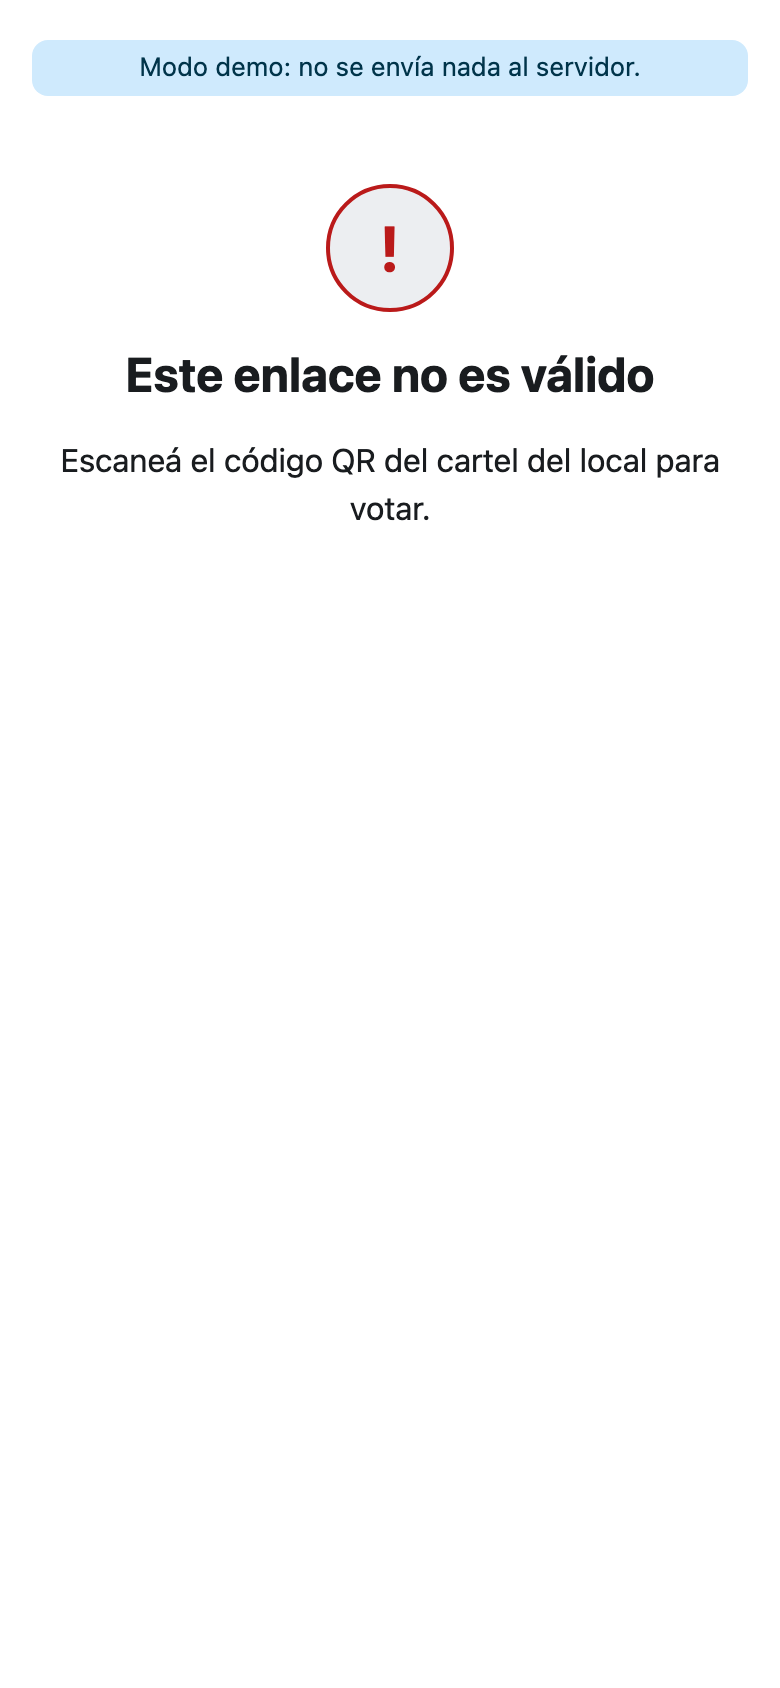 Modo demo: no se envía nada al servidor.
!
Este enlace no es válido
Escaneá el código QR del cartel del local para
votar.